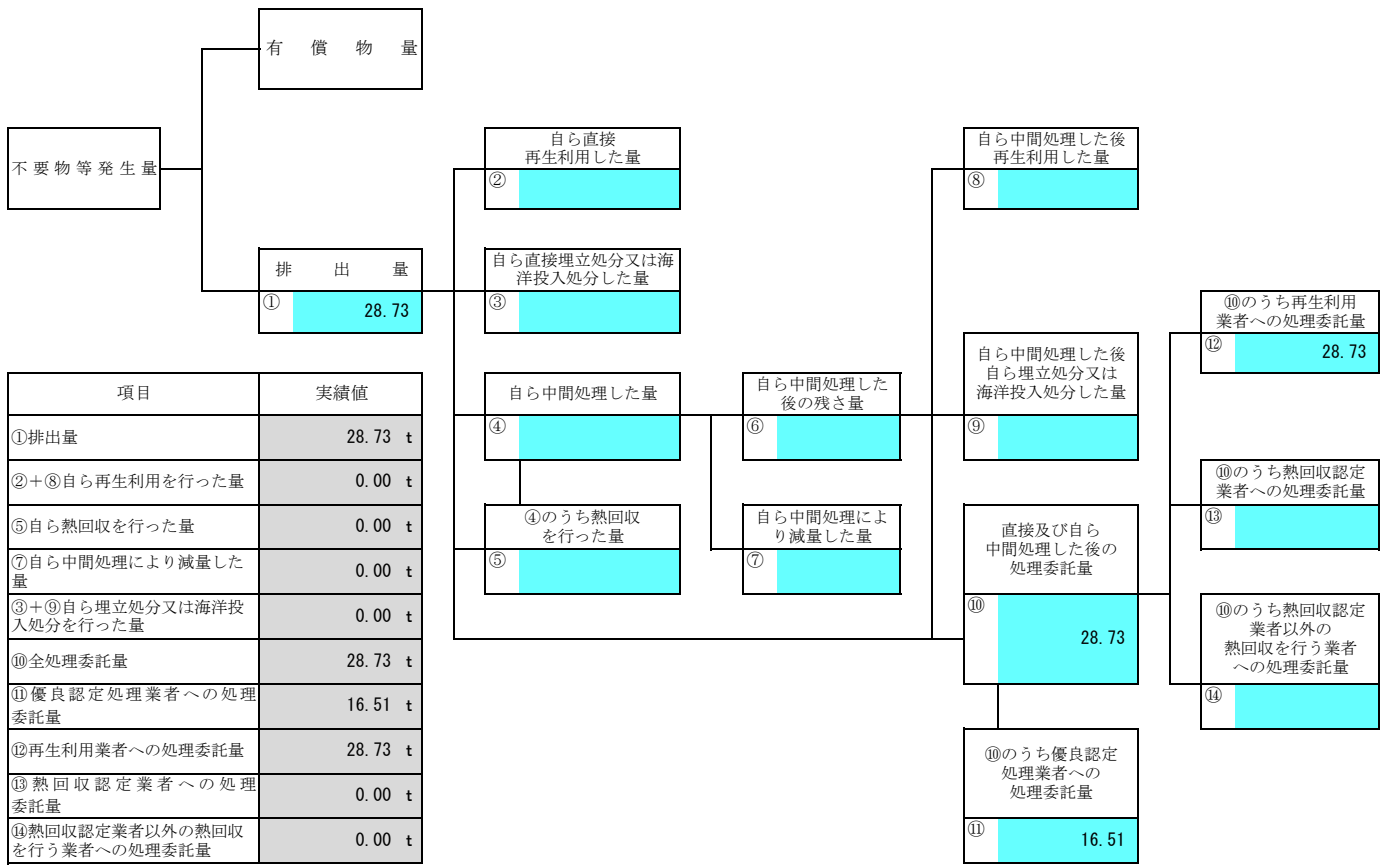 有償物量
不要物等発生量
排出量
① 28.73
自ら直接
再生利用した量
②
自ら直接埋立処分又は海
洋投入処分した量
③
自ら中間処理した量
④
④のうち熱回収
を行った量
⑤
自ら中間処理した
後の残さ量
⑥
自ら中間処理によ
り減量した量
⑦
自ら中間処理した後
再生利用した量
⑧
自ら中間処理した後
自ら埋立処分又は
海洋投入処分した量
⑨
直接及び自ら
中間処理した後の
処理委託量
⑩ 28.73
⑩のうち優良認定
処理業者への
処理委託量
⑪ 16.51
⑩のうち再生利用
業者への処理委託量
⑫ 28.73
⑩のうち熱回収認定
業者への処理委託量
⑬
⑩のうち熱回収認定
業者以外の
熱回収を行う業者
への処理委託量
⑭
項目 実績値
①排出量 28.73 t
②+⑧自ら再生利用を行った量 0.00 t
⑤自ら熱回収を行った量 0.00 t
⑦自ら中間処理により減量した
量 0.00 t
③+⑨自ら埋立処分又は海洋投
入処分を行った量 0.00 t
⑩全処理委託量 28.73 t
⑪優良認定処理業者への処理
委託量 16.51 t
⑫再生利用業者への処理委託量 28.73 t
⑬熱回収認定業者への処理
委託量 0.00 t
⑭熱回収認定業者以外の熱回収
を行う業者への処理委託量 0.00 t